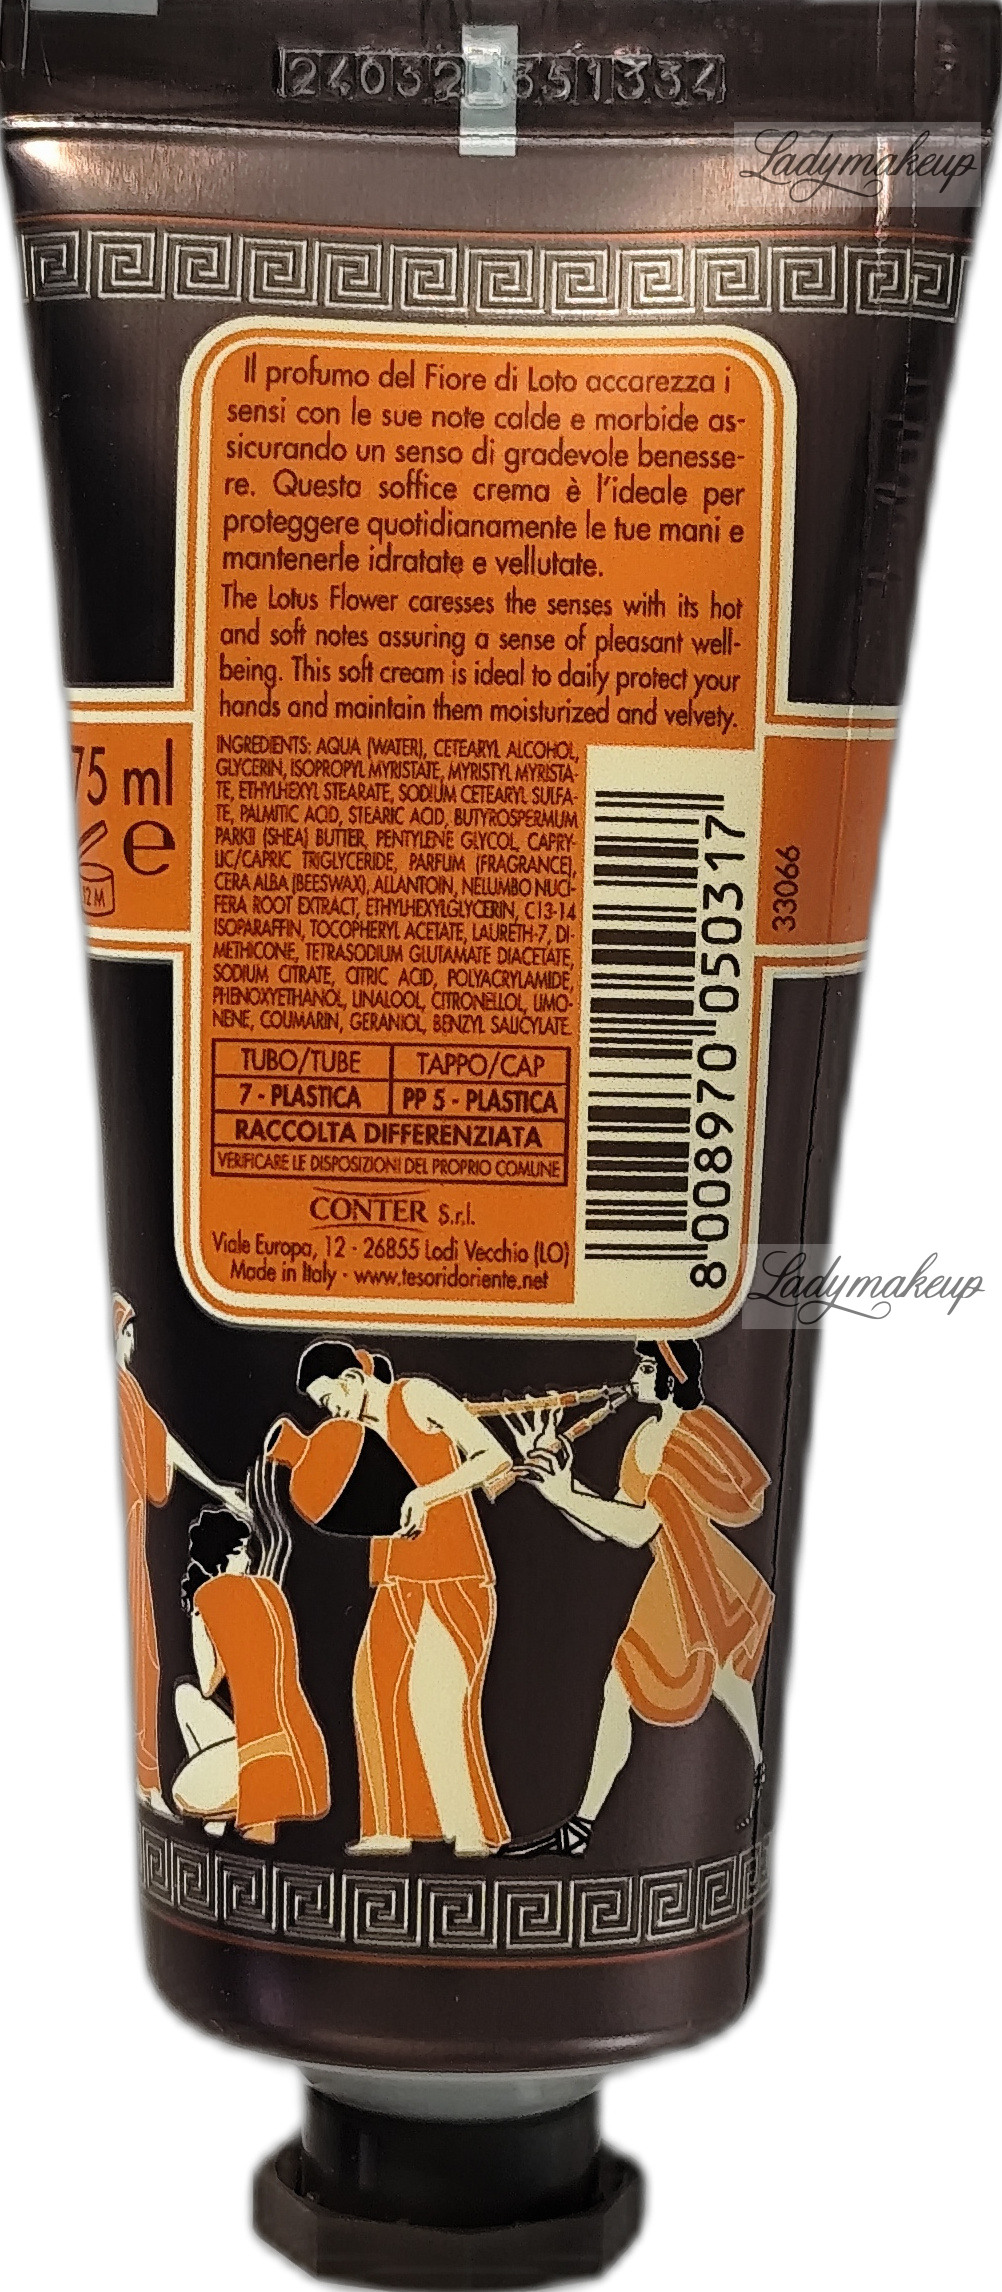 24032 351334
Ladymakeup
Il profumo del Fiore di Loto accarezza i
sensi con le sue note calde e morbide as-
sicurando un senso di gradevole benesse-
re. Questa soffice crema è l'ideale per
proteggere quotidianamente le tue mani e
mantenerle idratate e vellutate.
The Lotus Flower caresses the senses with its hot
and soft notes assuring a sense of pleasant well-
being. This soft cream is ideal to daily protect your
hands and maintain them moisturized and velvety.
75 ml
e
12 M
INGREDIENTS: AQUA (WATER), CETEARYL ALCOHOL,
GLYCERIN, ISOPROPYL MYRISTATE, MYRISTYL MYRISTA-
TE, ETHYLHEXYL STEARATE, SODIUM CETEARYL SULFA-
TE, PALMITIC ACID, STEARIC ACID, BUTYROSPERMUM
PARKII (SHEA) BUTTER, PENTYLENE GLYCOL, CAPRY-
LIC/CAPRIC TRIGLYCERIDE, PARFUM (FRAGRANCE),
CERA ALBA (BEESWAX), ALLANTOIN, NELUMBO NUCI-
FERA ROOT EXTRACT, ETHYLHEXYLGLYCERIN, C13-14
ISOPARAFFIN, TOCOPHERYL ACETATE, LAURETH-7, DI-
METHICONE, TETRASODIUM GLUTAMATE DIACETATE,
SODIUM CITRATE, CITRIC ACID, POLYACRYLAMIDE,
PHENOXYETHANOL, LINALOOL, CITRONELLOL, LIMO-
NENE, COUMARIN, GERANIOL, BENZYL SALICYLATE.
TUBO/TUBE TAPPO/CAP
7 - PLASTICA PP 5 - PLASTICA
RACCOLTA DIFFERENZIATA
VERIFICARE LE DISPOSIZIONI DEL PROPRIO COMUNE
CONTER S.r.l.
Viale Europa, 12 - 26855 Lodi Vecchio (LO)
Made in Italy - www.tesoridoriente.net
8 008970 050317
33066
Ladymakeup